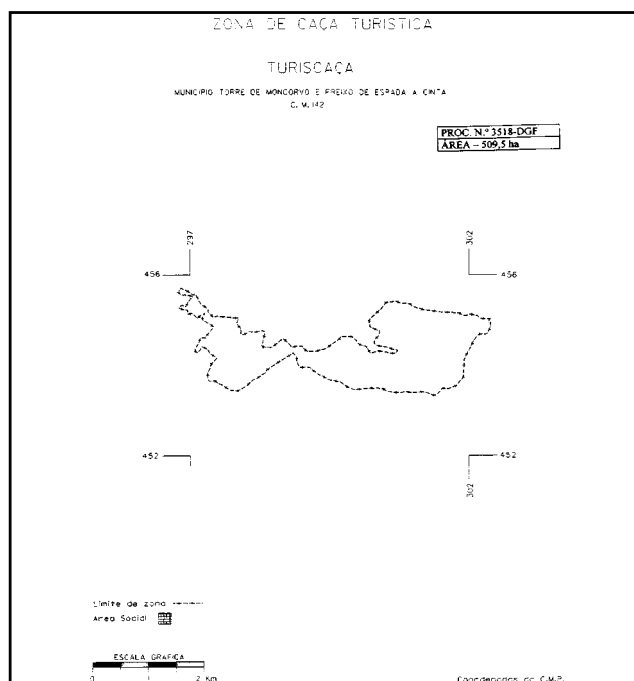 ZONA DE CAÇA TURISTICA
TURISCAÇA
MUNICIPIO TORRE DE MONCORVO E FREIXO DE ESPADA A CINTA
C. M. 142
PROC. N.º 3518-DGF
ÁREA – 509,5 ha
297
302
456
456
452
452
302
Limite de zona
Area Social
ESCALA GRAFICA
0 1 2 Km
Coordenadas da C.M.P.